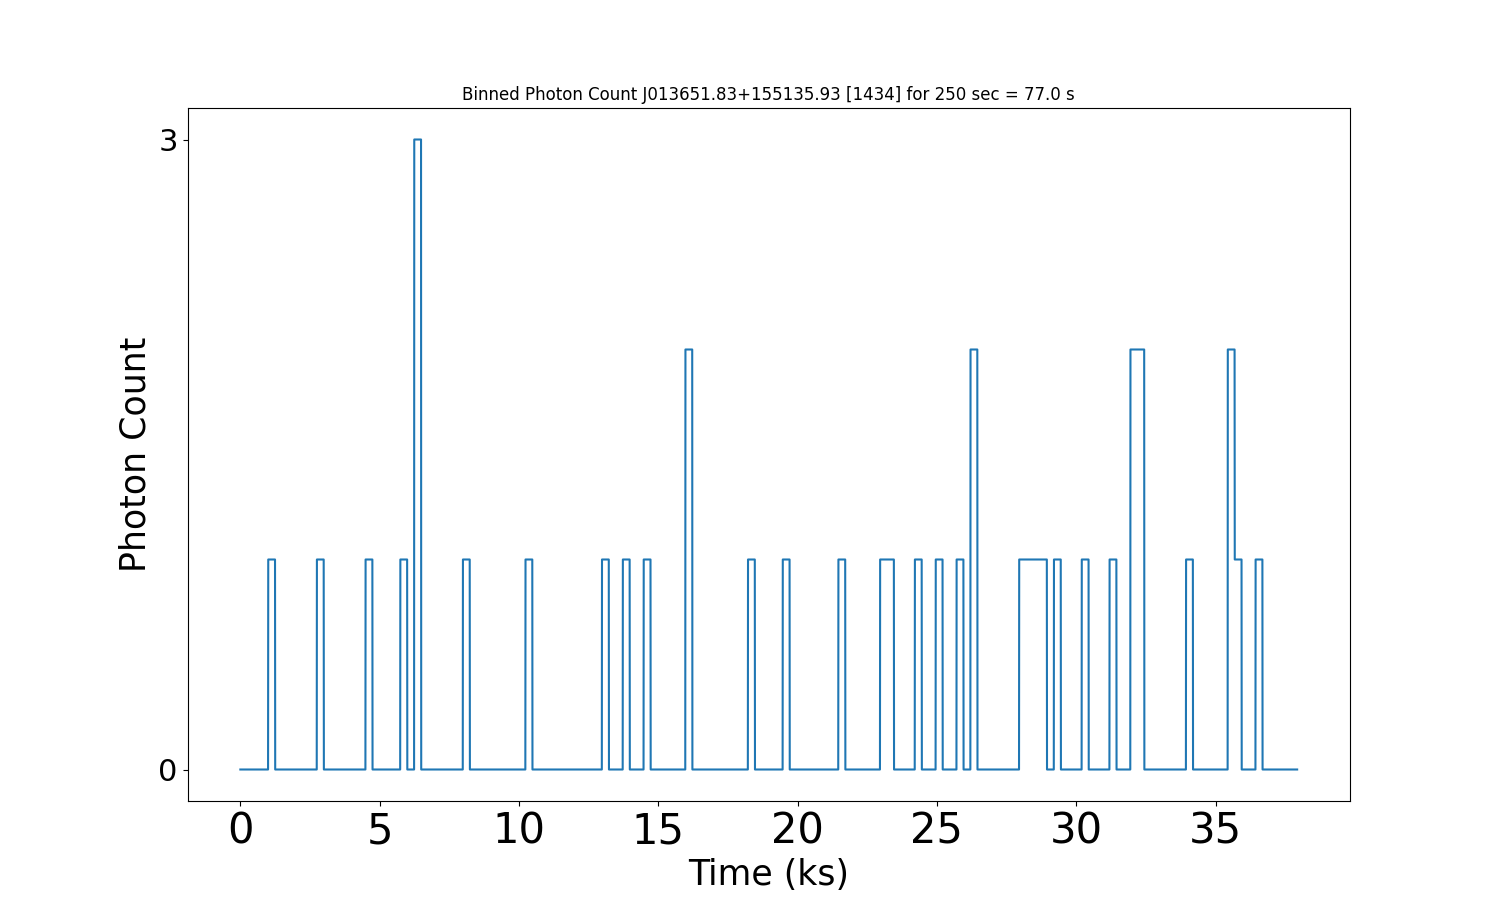 Binned Photon Count J013651.83+155135.93 [1434] for 250 sec = 77.0 s
3
Photon Count
0
0 5 10 15 20 25 30 35
Time (ks)